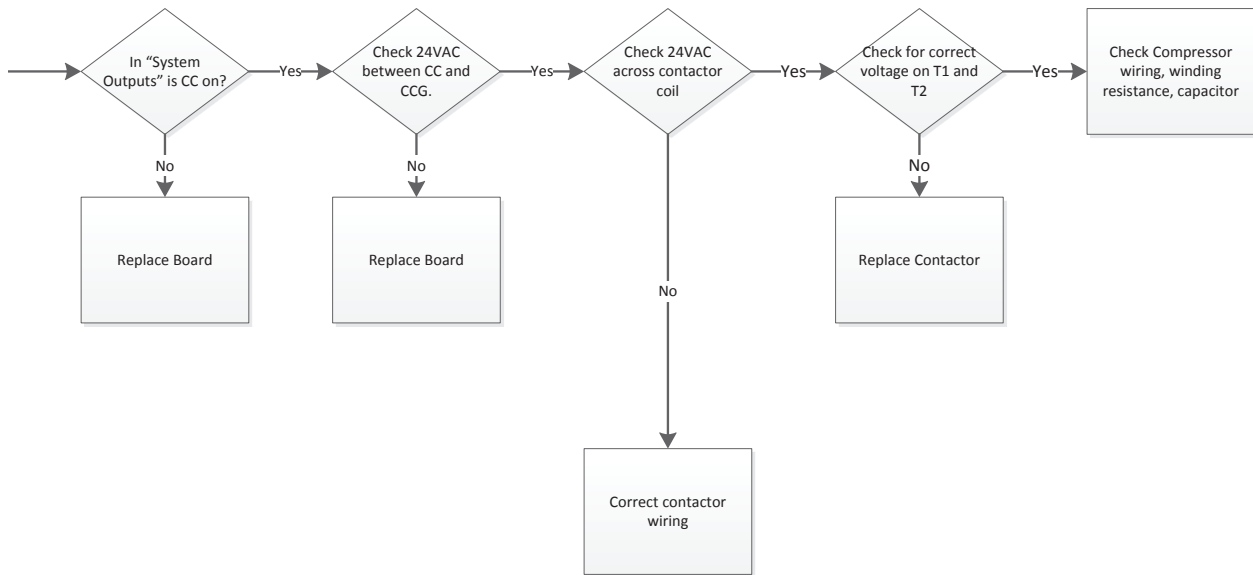 In “System
Outputs” is CC on?
Yes
Check 24VAC
between CC and
CCG.
Yes
Check 24VAC
across contactor
coil
Yes
Check for correct
voltage on T1 and
T2
Yes
Check Compressor
wiring, winding
resistance, capacitor
No
No
No
Replace Board
Replace Board
Replace Contactor
No
Correct contactor
wiring